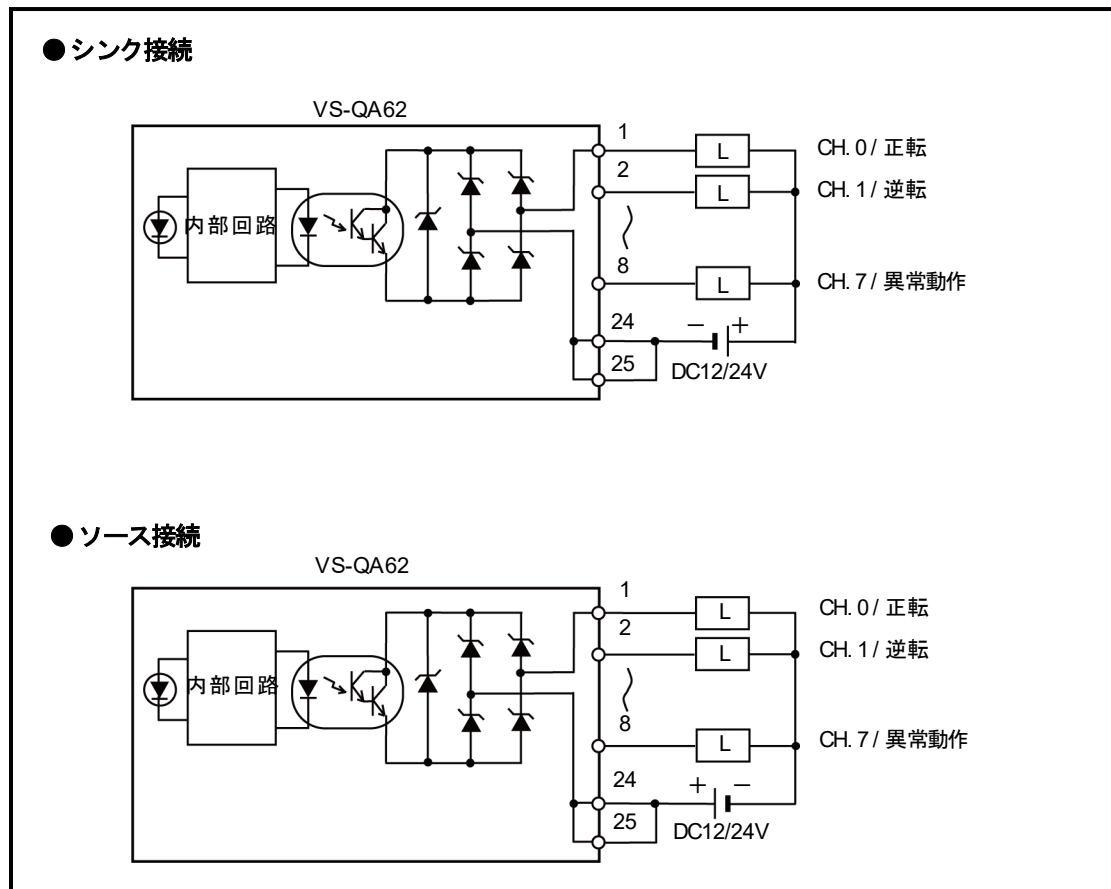 ● シンク接続
VS-QA62
内部回路
1
L
CH. 0 / 正転
2
L
CH. 1 / 逆転
8
L
CH. 7 / 異常動作
24
− +
25
DC12/24V
● ソース接続
VS-QA62
内部回路
1
L
CH. 0 / 正転
2
L
CH. 1 / 逆転
8
L
CH. 7 / 異常動作
24
+ −
25
DC12/24V